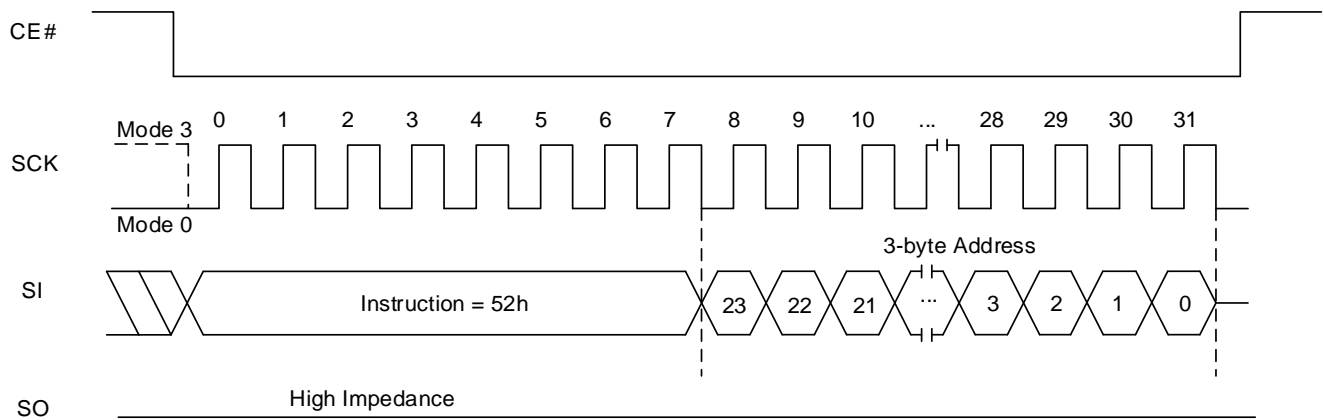 CE#
0 1 2 3 4 5 6 7 8 9 10 ... 28 29 30 31
Mode 3
SCK
Mode 0
3-byte Address
SI
Instruction = 52h
23 22 21 ... 3 2 1 0
High Impedance
SO